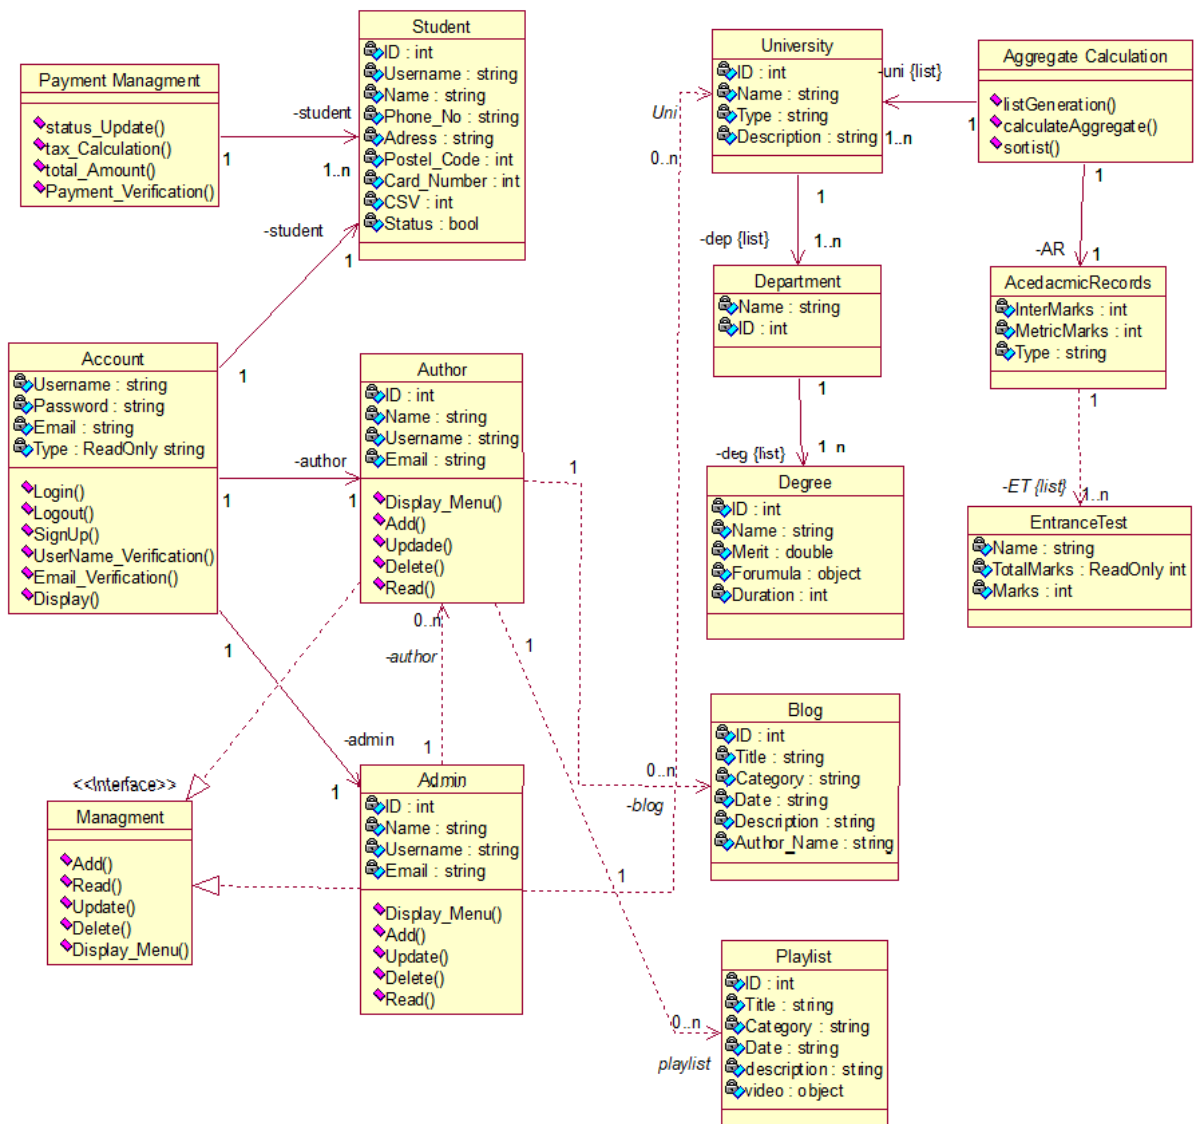 Payment Managment
status_Update()
tax_Calculation()
total_Amount()
Payment_Verification()
1
-student
1..n
Student
ID : int
Username : string
Name : string
Phone_No : string
Adress : string
Postel_Code : int
Card_Number : int
CSV : int
Status : bool
-student
1
1
University
ID : int
Name : string
Type : string
Description : string
Uni
0..n
-uni {list}
1..n
1
Aggregate Calculation
listGeneration()
calculateAggregate()
sortist()
1
-dep {list}
1..n
1
-AR
1
Department
Name : string
ID : int
AcedacmicRecords
InterMarks : int
MetricMarks : int
Type : string
Account
Username : string
Password : string
Email : string
Type : ReadOnly string
Login()
Logout()
SignUp()
UserName_Verification()
Email_Verification()
Display()
-author
1
1
Author
ID : int
Name : string
Username : string
Email : string
Display_Menu()
Add()
Updade()
Delete()
Read()
1
1
-deg {list}
1 n
Degree
ID : int
Name : string
Merit : double
Forumula : object
Duration : int
1
-ET {list}
1..n
EntranceTest
Name : string
TotalMarks : ReadOnly int
Marks : int
0..n
-author
1
1
1
-admin
1
<<Interface>>
Managment
Add()
Read()
Update()
Delete()
Display_Menu()
Admin
ID : int
Name : string
Username : string
Email : string
Display_Menu()
Add()
Update()
Delete()
Read()
1
0..n
-blog
Blog
ID : int
Title : string
Category : string
Date : string
Description : string
Author_Name : string
0..n
playlist
Playlist
ID : int
Title : string
Category : string
Date : string
description : string
video : object